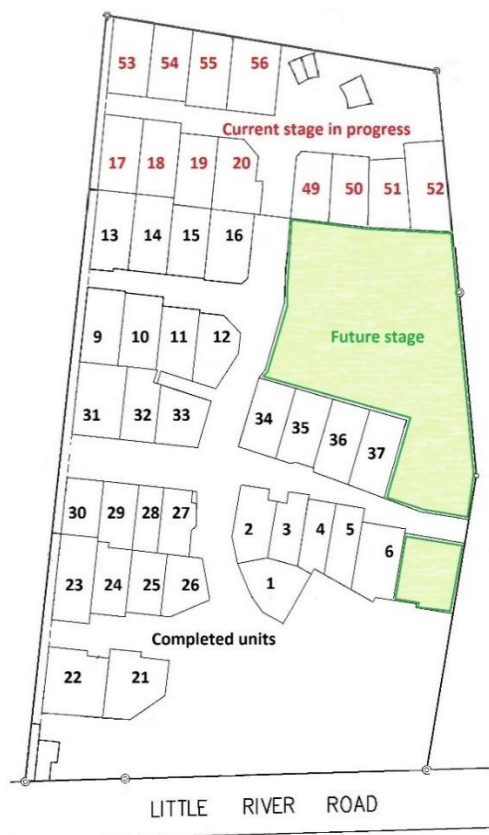 53 54 55 56
Current stage in progress
17 18 19 20
49 50 51 52
13 14 15 16
9 10 11 12
Future stage
31 32 33
34 35 36 37
30 29 28 27
2 3 4 5
6
23 24 25 26
1
Completed units
22 21
LITTLE RIVER ROAD